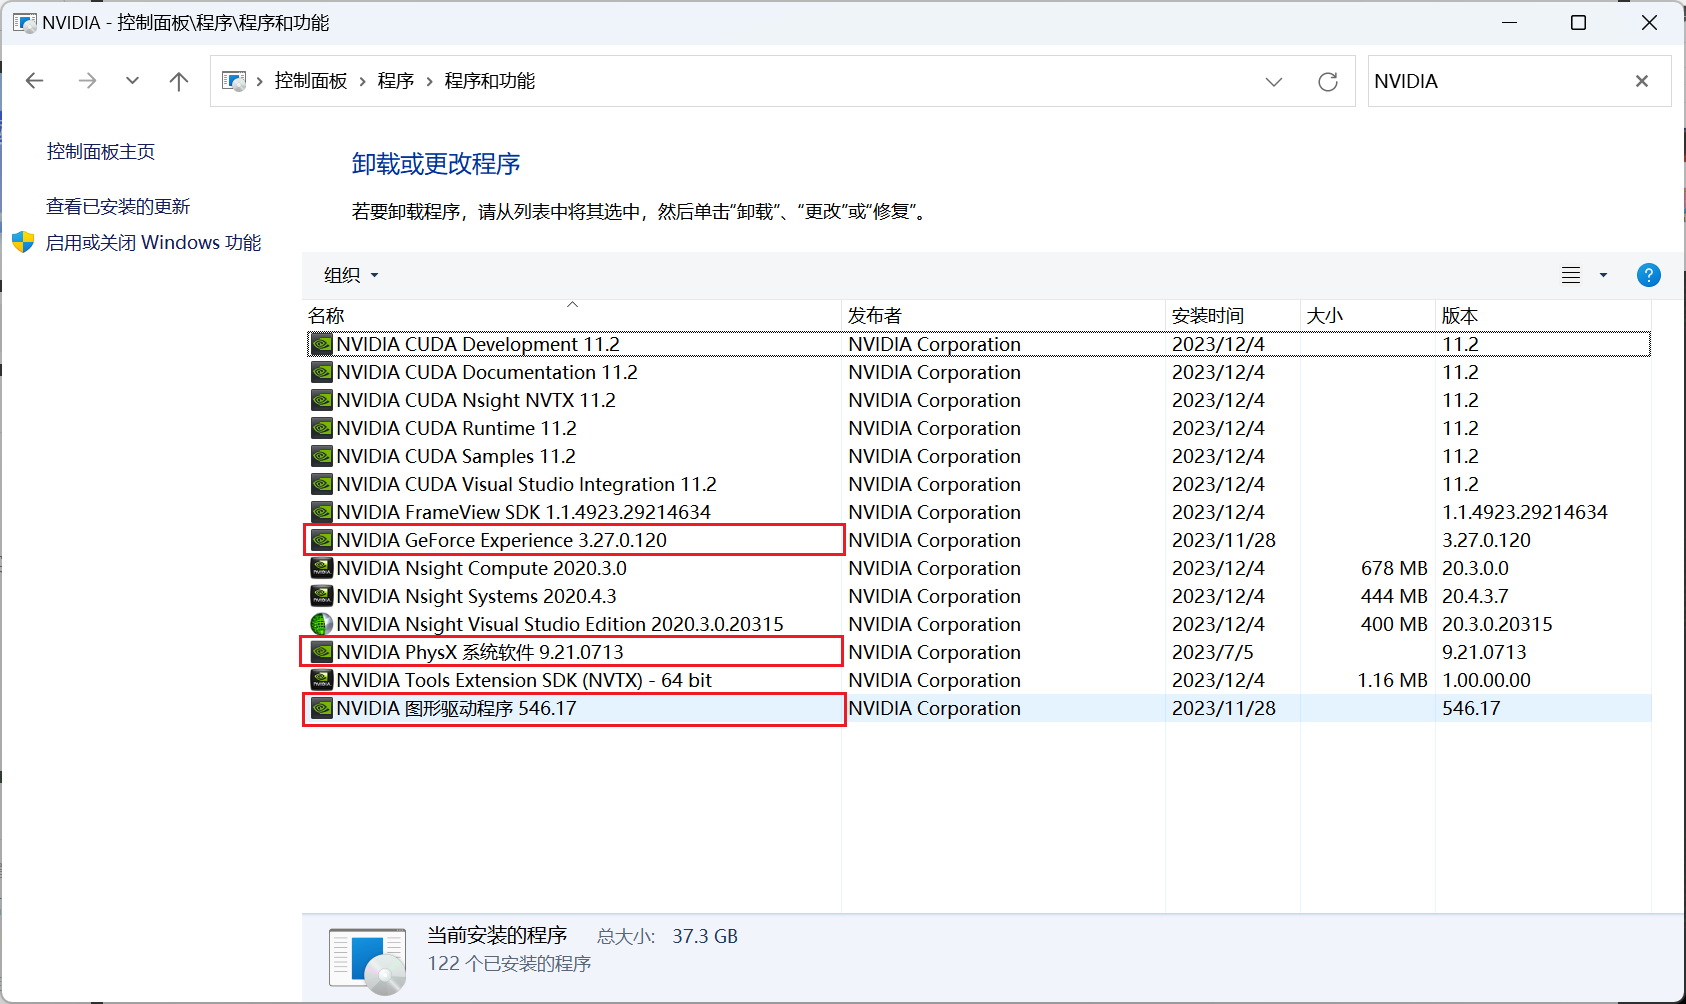 NVIDIA - 控制面板\程序\程序和功能
控制面板 › 程序 › 程序和功能
NVIDIA
控制面板主页
查看已安装的更新
启用或关闭 Windows 功能
卸载或更改程序
若要卸载程序，请从列表中将其选中，然后单击“卸载”、“更改”或“修复”。
组织
?
名称 发布者 安装时间 大小 版本
NVIDIA CUDA Development 11.2 NVIDIA Corporation 2023/12/4 11.2
NVIDIA CUDA Documentation 11.2 NVIDIA Corporation 2023/12/4 11.2
NVIDIA CUDA Nsight NVTX 11.2 NVIDIA Corporation 2023/12/4 11.2
NVIDIA CUDA Runtime 11.2 NVIDIA Corporation 2023/12/4 11.2
NVIDIA CUDA Samples 11.2 NVIDIA Corporation 2023/12/4 11.2
NVIDIA CUDA Visual Studio Integration 11.2 NVIDIA Corporation 2023/12/4 11.2
NVIDIA FrameView SDK 1.1.4923.29214634 NVIDIA Corporation 2023/12/4 1.1.4923.29214634
NVIDIA GeForce Experience 3.27.0.120 NVIDIA Corporation 2023/11/28 3.27.0.120
NVIDIA Nsight Compute 2020.3.0 NVIDIA Corporation 2023/12/4 678 MB 20.3.0.0
NVIDIA Nsight Systems 2020.4.3 NVIDIA Corporation 2023/12/4 444 MB 20.4.3.7
NVIDIA Nsight Visual Studio Edition 2020.3.0.20315 NVIDIA Corporation 2023/12/4 400 MB 20.3.0.20315
NVIDIA PhysX 系统软件 9.21.0713 NVIDIA Corporation 2023/7/5 9.21.0713
NVIDIA Tools Extension SDK (NVTX) - 64 bit NVIDIA Corporation 2023/12/4 1.16 MB 1.00.00.00
NVIDIA 图形驱动程序 546.17 NVIDIA Corporation 2023/11/28 546.17
当前安装的程序 总大小: 37.3 GB
122 个已安装的程序